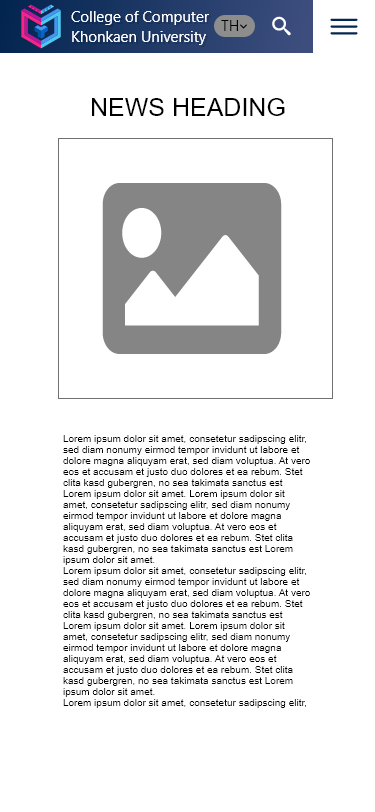 College of Computer
Khonkaen University
TH
NEWS HEADING
Lorem ipsum dolor sit amet, consetetur sadipscing elitr,
sed diam nonumy eirmod tempor invidunt ut labore et
dolore magna aliquyam erat, sed diam voluptua. At vero
eos et accusam et justo duo dolores et ea rebum. Stet
clita kasd gubergren, no sea takimata sanctus est
Lorem ipsum dolor sit amet. Lorem ipsum dolor sit
amet, consetetur sadipscing elitr, sed diam nonumy
eirmod tempor invidunt ut labore et dolore magna
aliquyam erat, sed diam voluptua. At vero eos et
accusam et justo duo dolores et ea rebum. Stet clita
kasd gubergren, no sea takimata sanctus est Lorem
ipsum dolor sit amet.
Lorem ipsum dolor sit amet, consetetur sadipscing elitr,
sed diam nonumy eirmod tempor invidunt ut labore et
dolore magna aliquyam erat, sed diam voluptua. At vero
eos et accusam et justo duo dolores et ea rebum. Stet
clita kasd gubergren, no sea takimata sanctus est
Lorem ipsum dolor sit amet. Lorem ipsum dolor sit
amet, consetetur sadipscing elitr, sed diam nonumy
eirmod tempor invidunt ut labore et dolore magna
aliquyam erat, sed diam voluptua. At vero eos et
accusam et justo duo dolores et ea rebum. Stet clita
kasd gubergren, no sea takimata sanctus est Lorem
ipsum dolor sit amet.
Lorem ipsum dolor sit amet, consetetur sadipscing elitr,